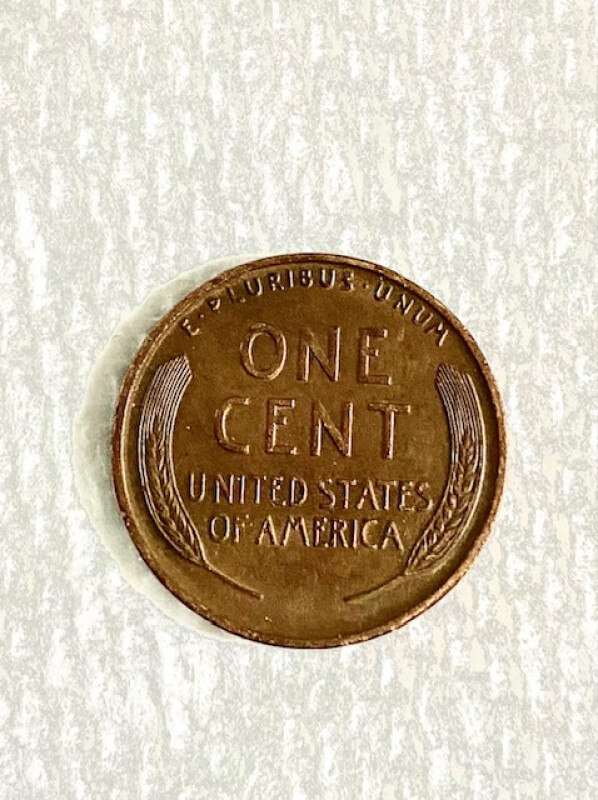 E·PLURIBUS·UNUM
ONE
CENT
UNITED STATES
OF·AMERICA